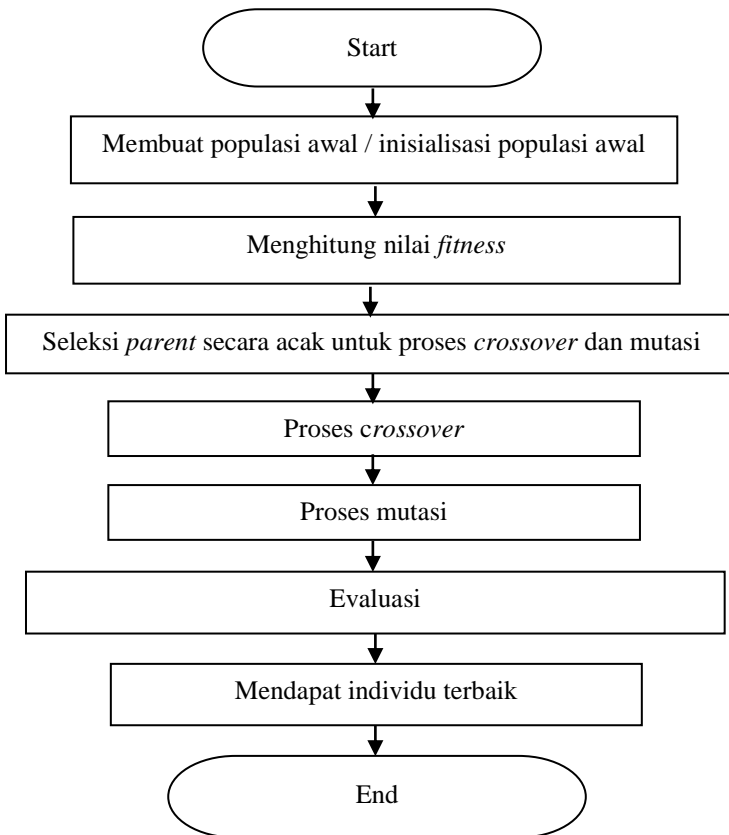 Start
Membuat populasi awal / inisialisasi populasi awal
Menghitung nilai fitness
Seleksi parent secara acak untuk proses crossover dan mutasi
Proses crossover
Proses mutasi
Evaluasi
Mendapat individu terbaik
End